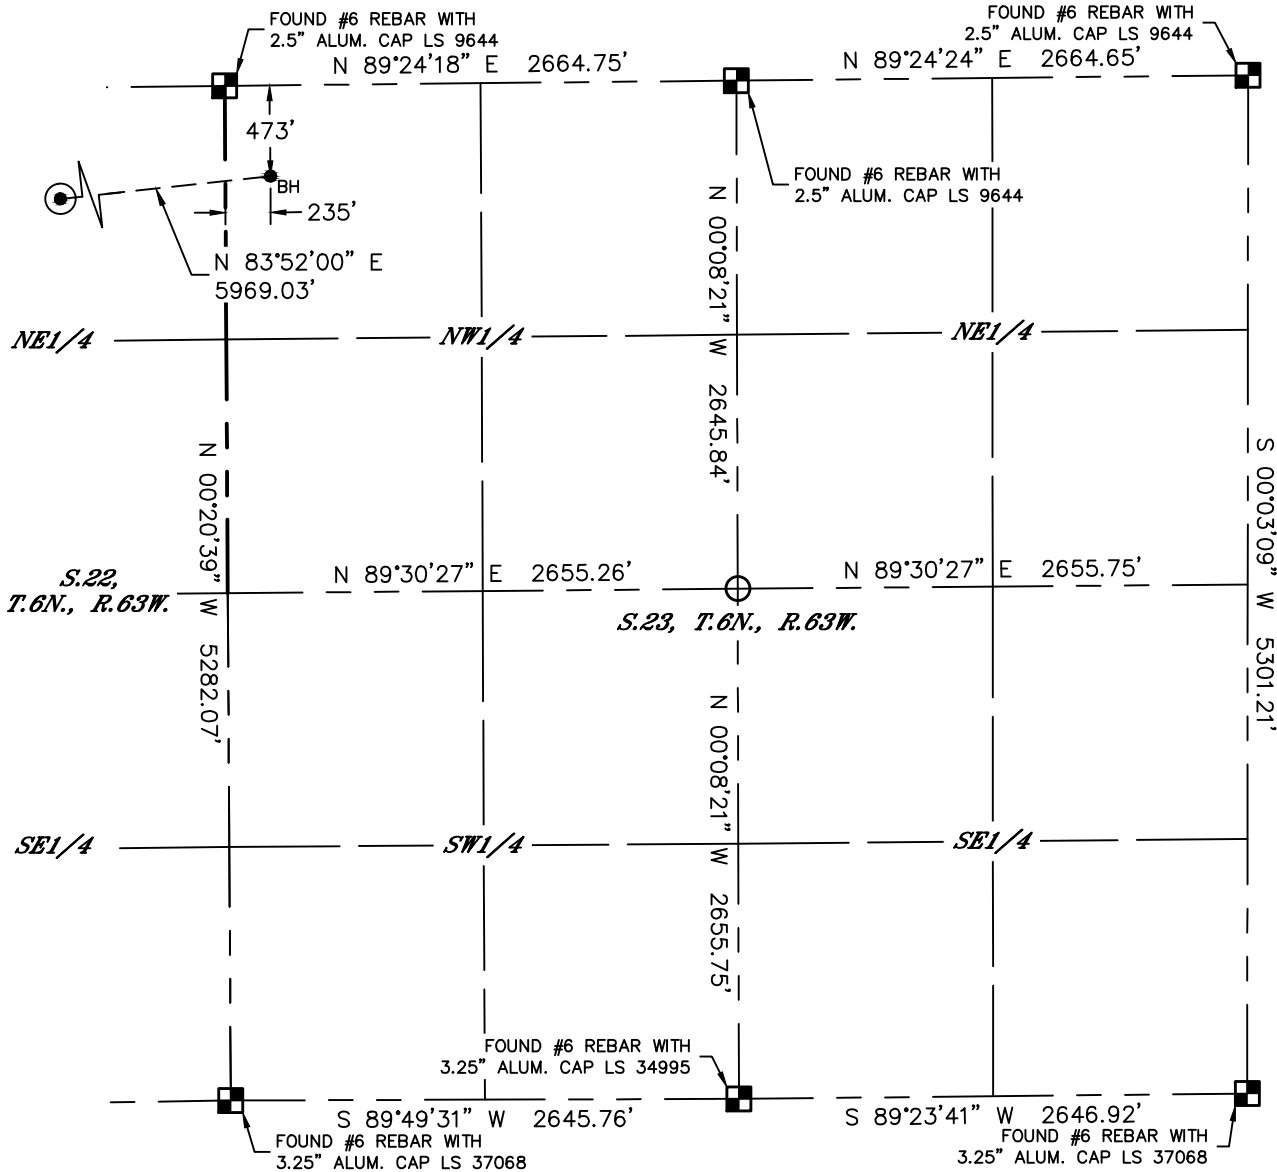 FOUND #6 REBAR WITH
2.5" ALUM. CAP LS 9644
FOUND #6 REBAR WITH
2.5" ALUM. CAP LS 9644
N 89°24'18" E 2664.75'
N 89°24'24" E 2664.65'
473'
FOUND #6 REBAR WITH
2.5" ALUM. CAP LS 9644
BH
235'
N 83°52'00" E
5969.03'
N 00°08'21" W 2645.84'
NE1/4
NW1/4
NE1/4
N 00°20'39" W 5282.07'
S 00°03'09" W 5301.21'
S.22,
T.6N., R.63W.
N 89°30'27" E 2655.26'
N 89°30'27" E 2655.75'
S.23, T.6N., R.63W.
N 00°08'21" W 2655.75'
SE1/4
SW1/4
SE1/4
FOUND #6 REBAR WITH
3.25" ALUM. CAP LS 34995
S 89°49'31" W 2645.76'
S 89°23'41" W 2646.92'
FOUND #6 REBAR WITH
3.25" ALUM. CAP LS 37068
FOUND #6 REBAR WITH
3.25" ALUM. CAP LS 37068